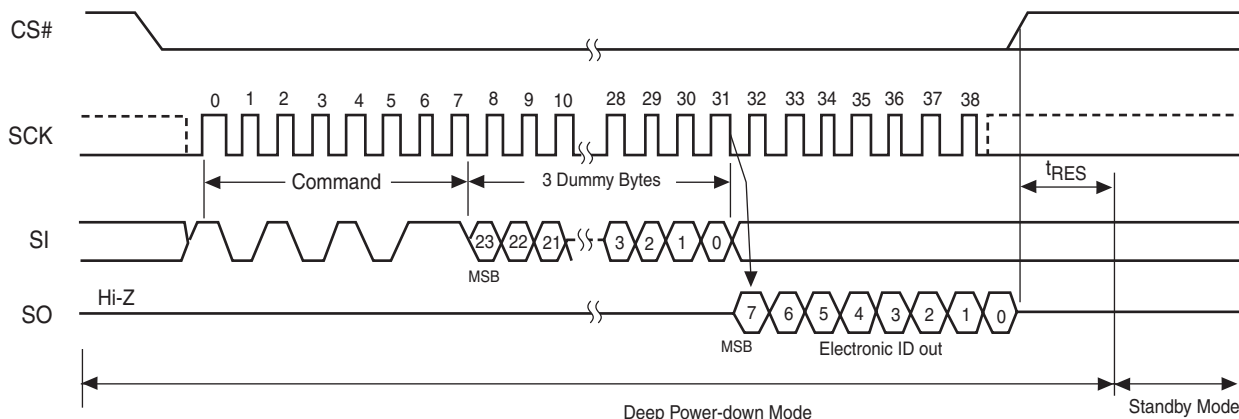 CS#
0 1 2 3 4 5 6 7 8 9 10 28 29 30 31 32 33 34 35 36 37 38
SCK
Command
3 Dummy Bytes
tRES
SI
23 22 21 3 2 1 0
MSB
Hi-Z
SO
7 6 5 4 3 2 1 0
MSB
Electronic ID out
Deep Power-down Mode
Standby Mode